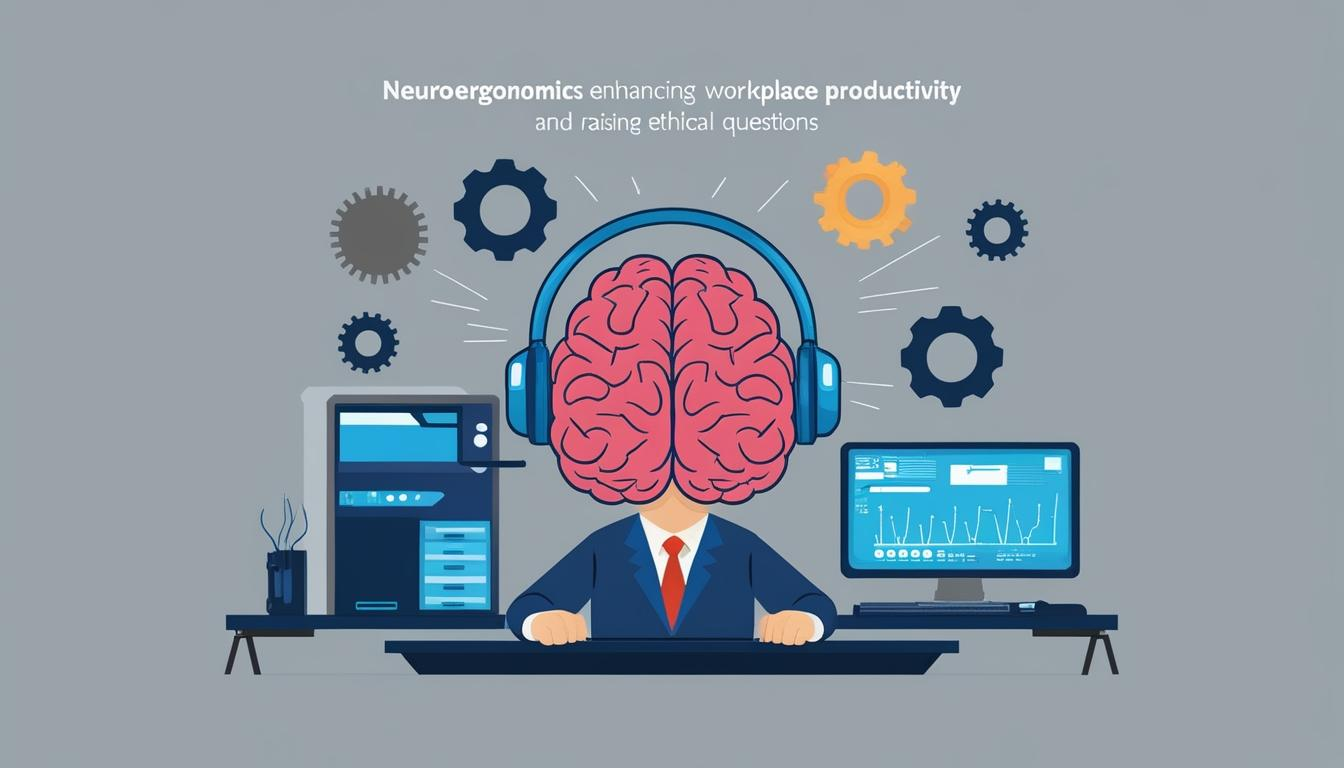 Neuroergonomics enhancing workplace productivity
and raising ethical questions